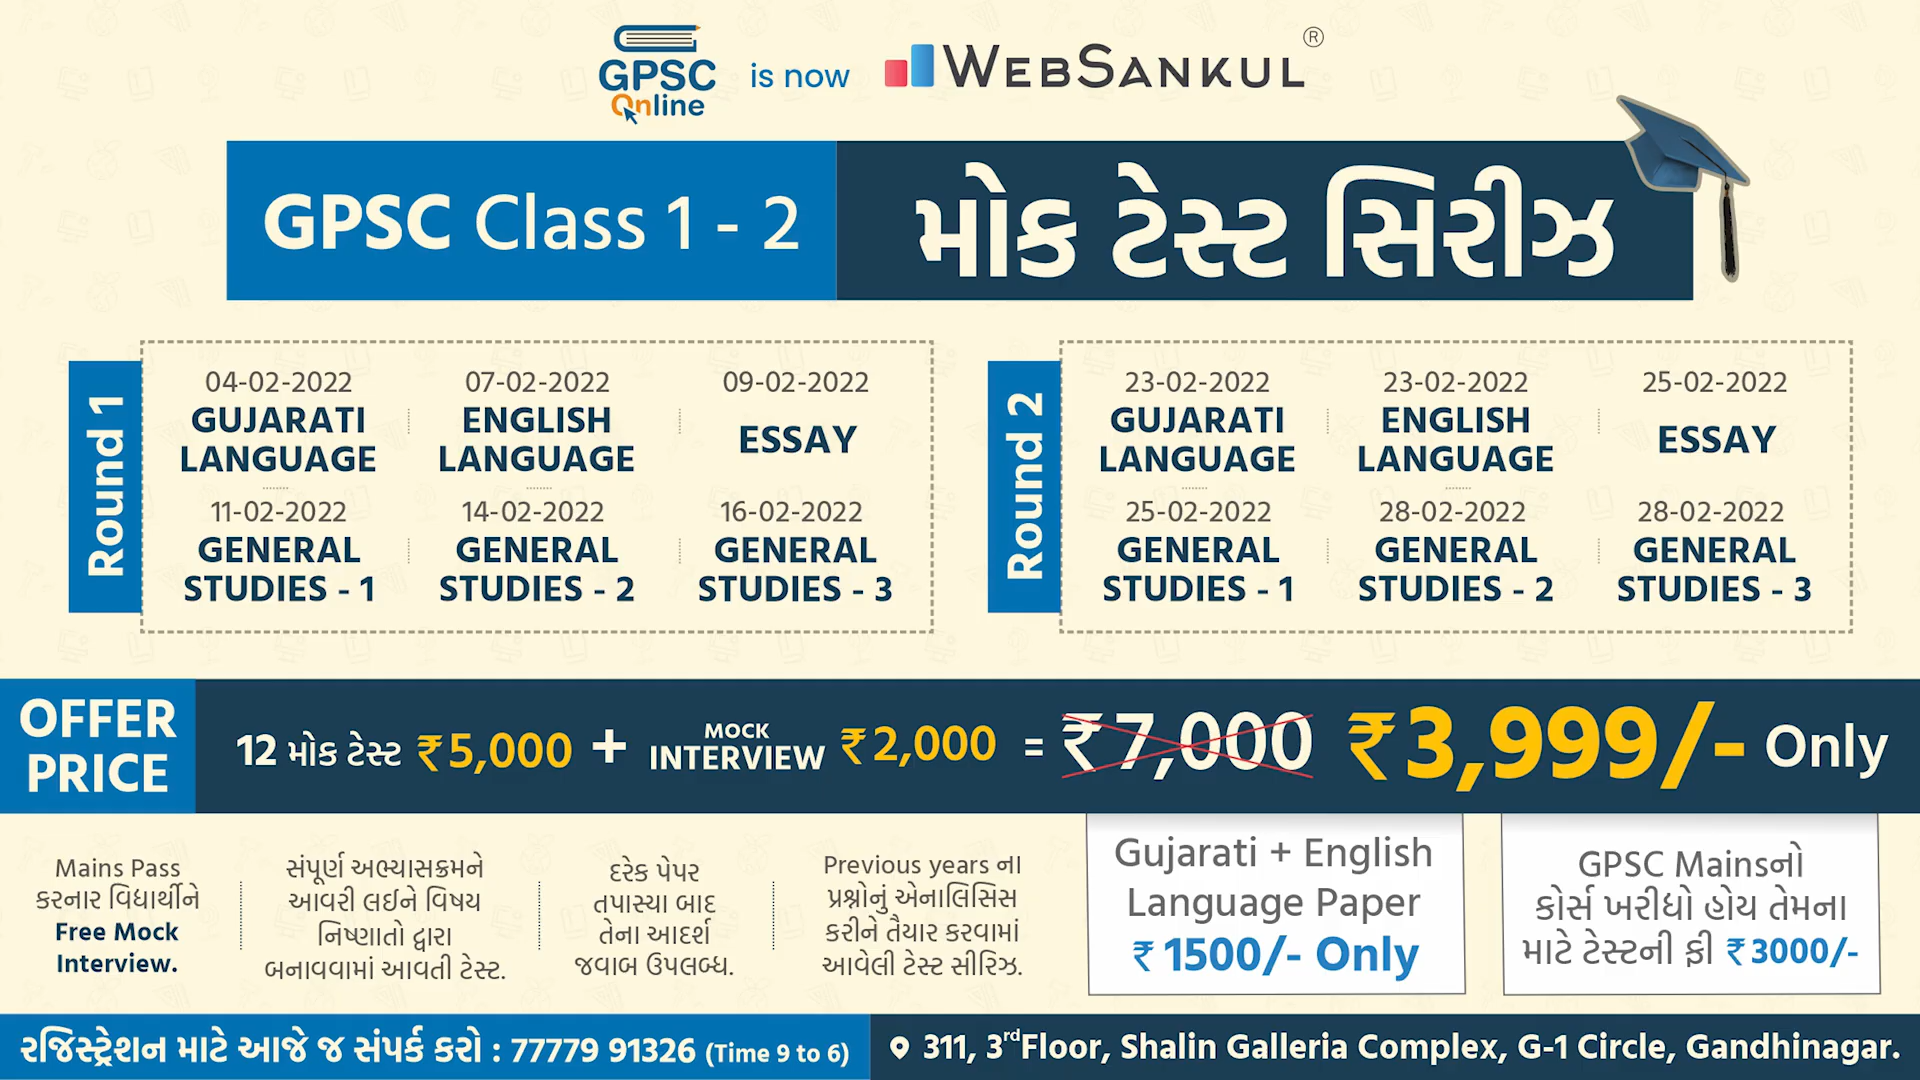 GPSC
Online
is now
WEBSANKUL®
GPSC Class 1 - 2
મોક ટેસ્ટ સિરીઝ
Round 1
04-02-2022
GUJARATI
LANGUAGE
07-02-2022
ENGLISH
LANGUAGE
09-02-2022
ESSAY
11-02-2022
GENERAL
STUDIES - 1
14-02-2022
GENERAL
STUDIES - 2
16-02-2022
GENERAL
STUDIES - 3
Round 2
23-02-2022
GUJARATI
LANGUAGE
23-02-2022
ENGLISH
LANGUAGE
25-02-2022
ESSAY
25-02-2022
GENERAL
STUDIES - 1
28-02-2022
GENERAL
STUDIES - 2
28-02-2022
GENERAL
STUDIES - 3
OFFER
PRICE
12 મોક ટેસ્ટ ₹5,000 + MOCK INTERVIEW ₹2,000 = ₹7,000 ₹3,999/- Only
Mains Pass
કરનાર વિદ્યાર્થીને
Free Mock
Interview.
સંપૂર્ણ અભ્યાસક્રમને
આવરી લઈને વિષય
નિષ્ણાતો દ્વારા
બનાવવામાં આવતી ટેસ્ટ.
દરેક પેપર
તપાસ્યા બાદ
તેના આદર્શ
જવાબ ઉપલબ્ધ.
Previous years ના
પ્રશ્નોનું એનાલિસિસ
કરીને તૈયાર કરવામાં
આવેલી ટેસ્ટ સીરિઝ.
Gujarati + English
Language Paper
₹ 1500/- Only
GPSC Mainsનો
કોર્સ ખરીધો હોય તેમના
માટે ટેસ્ટની ફી ₹ 3000/-
રજિસ્ટ્રેશન માટે આજે જ સંપર્ક કરો : 77779 91326 (Time 9 to 6)
311, 3rdFloor, Shalin Galleria Complex, G-1 Circle, Gandhinagar.